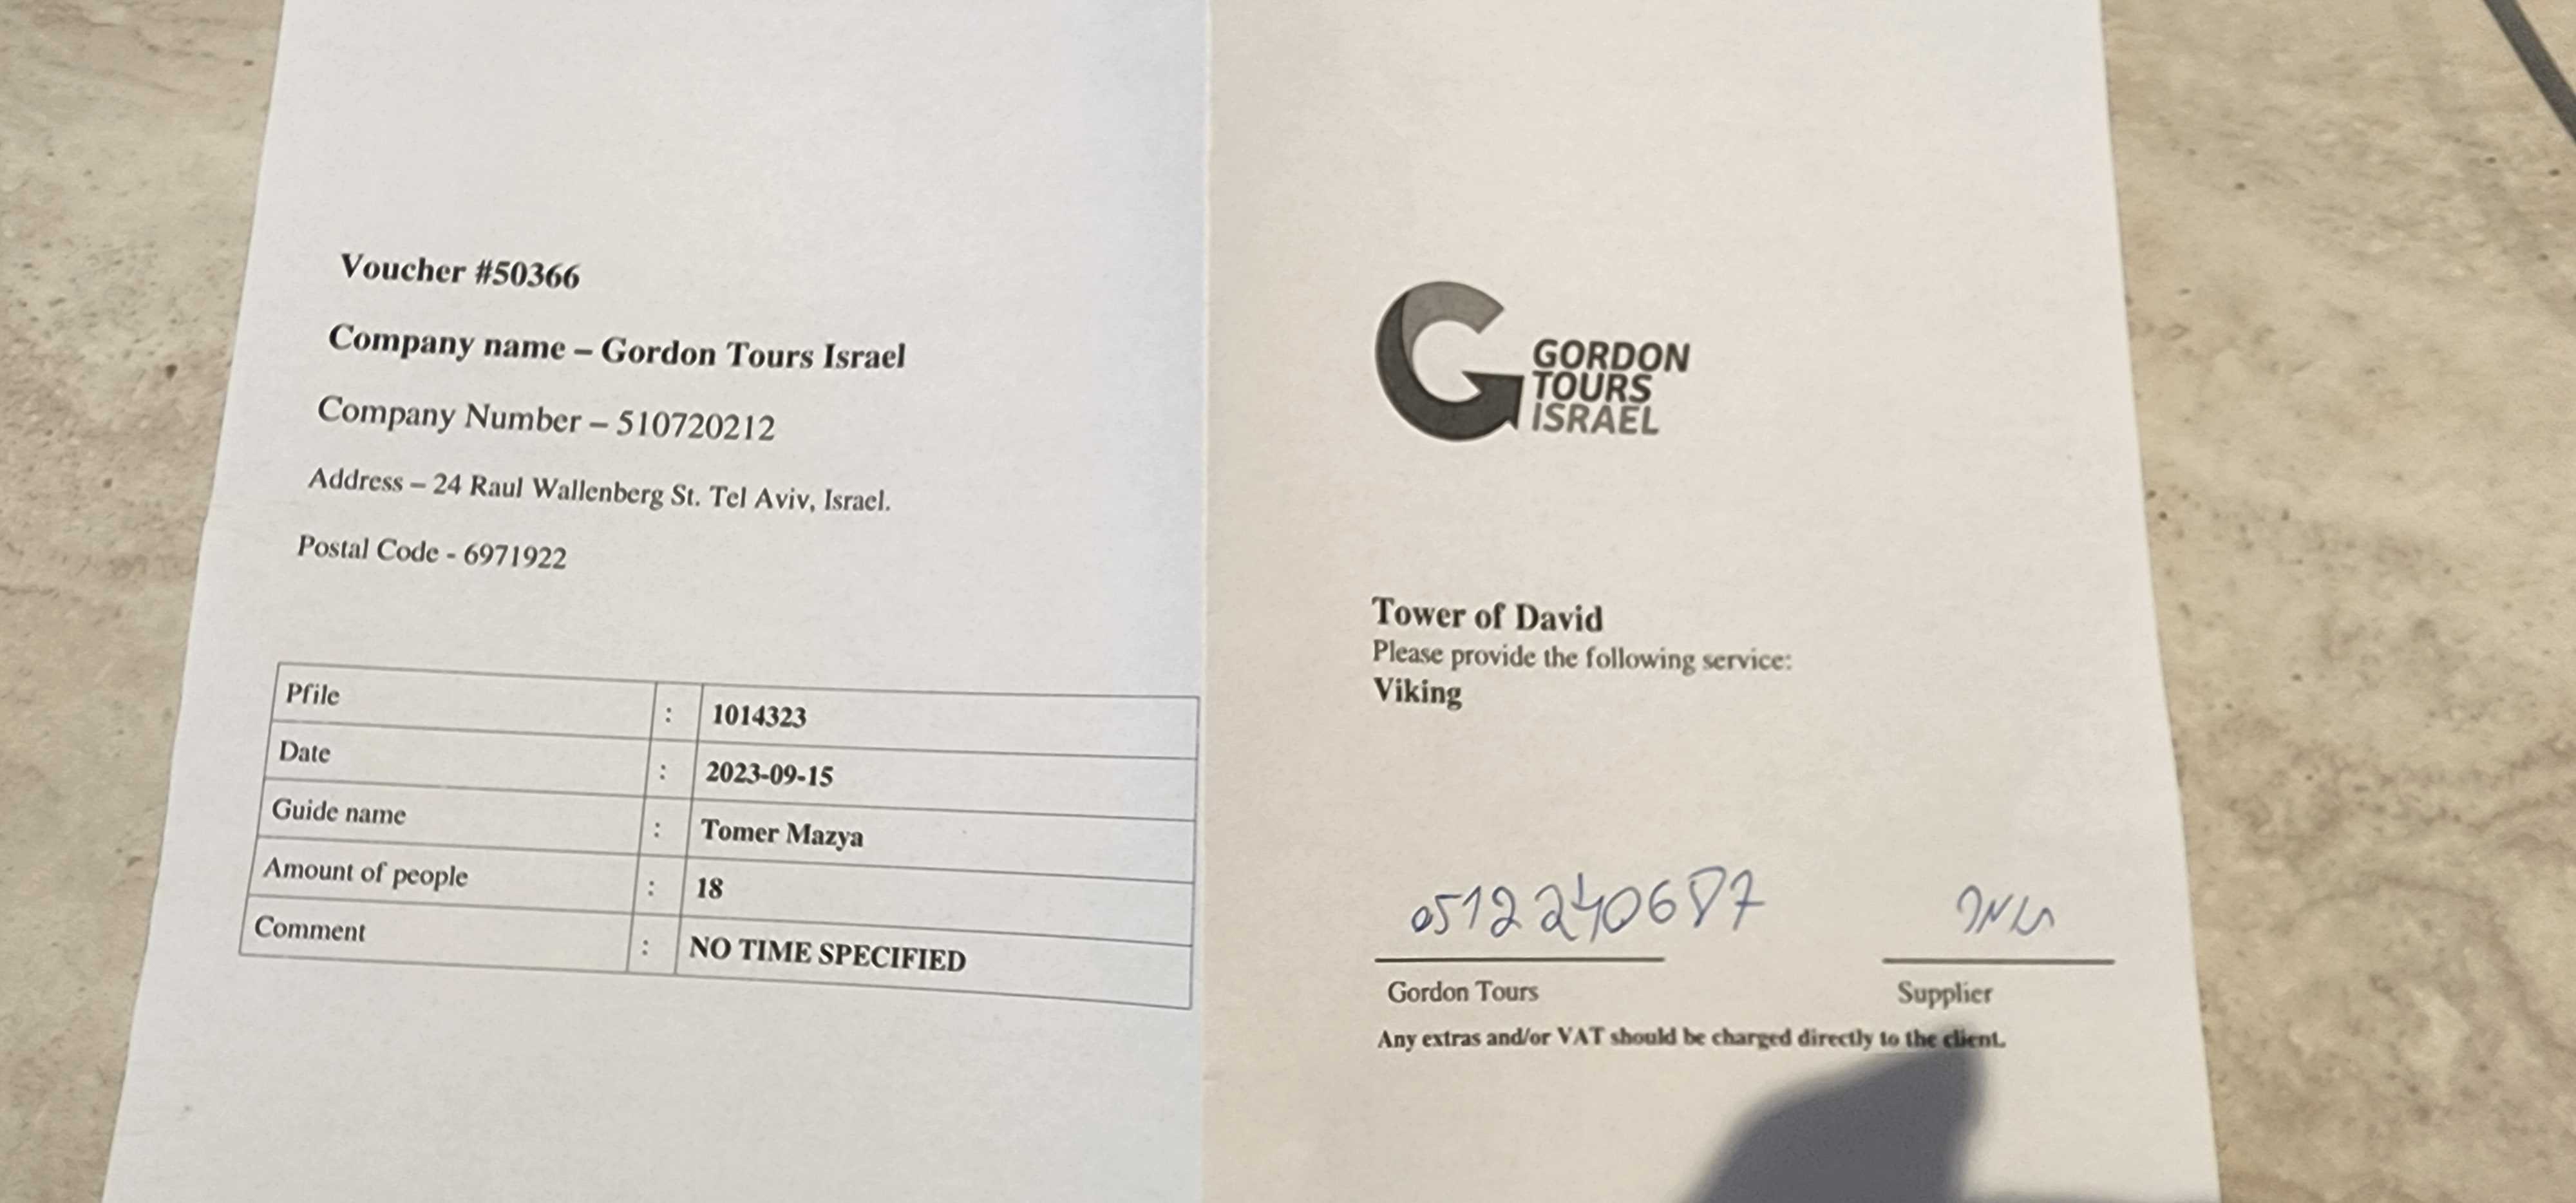 Voucher #50366
Company name – Gordon Tours Israel
Company Number – 510720212
Address – 24 Raul Wallenberg St. Tel Aviv, Israel.
Postal Code - 6971922
Pfile : 1014323
Date : 2023-09-15
Guide name : Tomer Mazya
Amount of people : 18
Comment : NO TIME SPECIFIED
GORDON
TOURS
ISRAEL
Tower of David
Please provide the following service:
Viking
0512240687
Gordon Tours
Supplier
Any extras and/or VAT should be charged directly to the client.